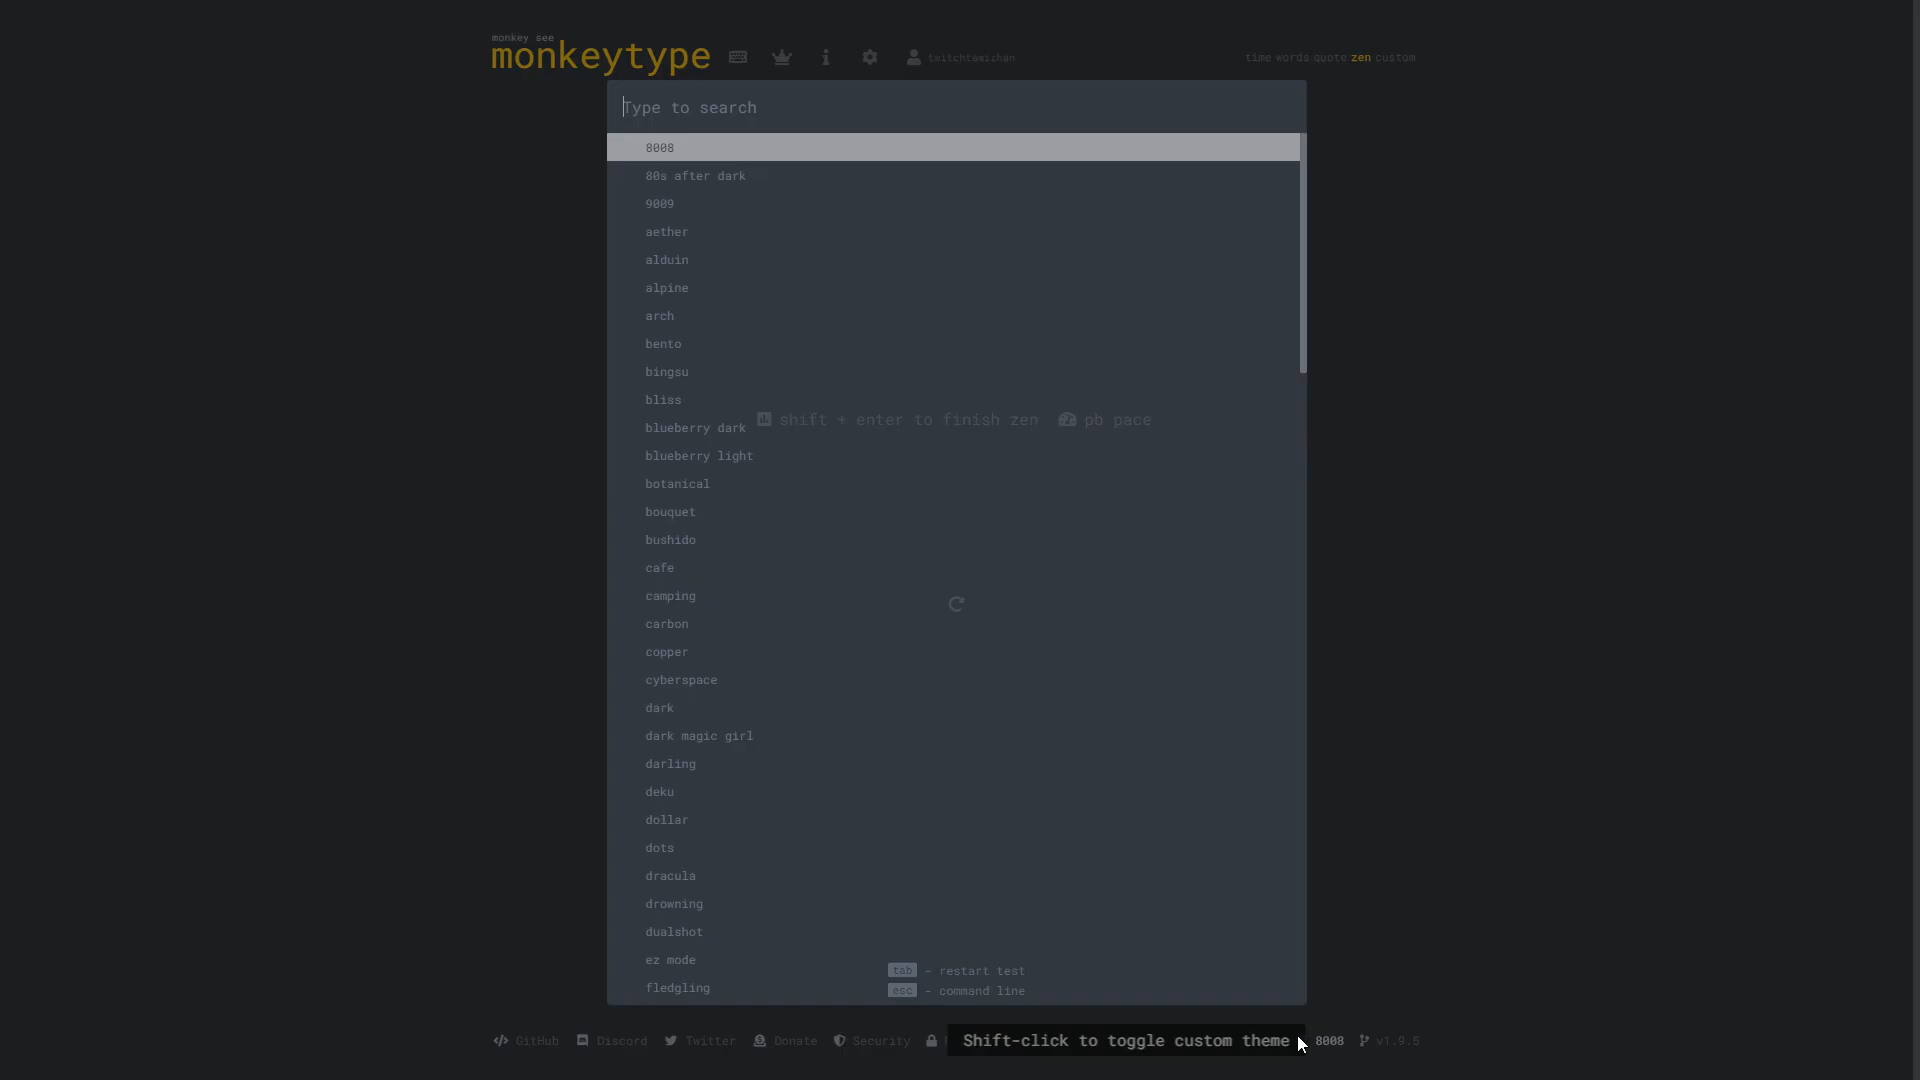 monkey see
monkeytype
twitchtamichan
time words quote zen custom
Type to search
8008
80s after dark
9009
aether
alduin
alpine
arch
bento
bingsu
bliss
shift + enter to finish zen pb pace
blueberry dark
blueberry light
botanical
bouquet
bushido
cafe
camping
carbon
copper
cyberspace
dark
dark magic girl
darling
deku
dollar
dots
dracula
drowning
dualshot
ez mode
tab - restart test
fledgling
esc - command line
GitHub Discord Twitter Donate Security Shift-click to toggle custom theme 8008 v1.9.5